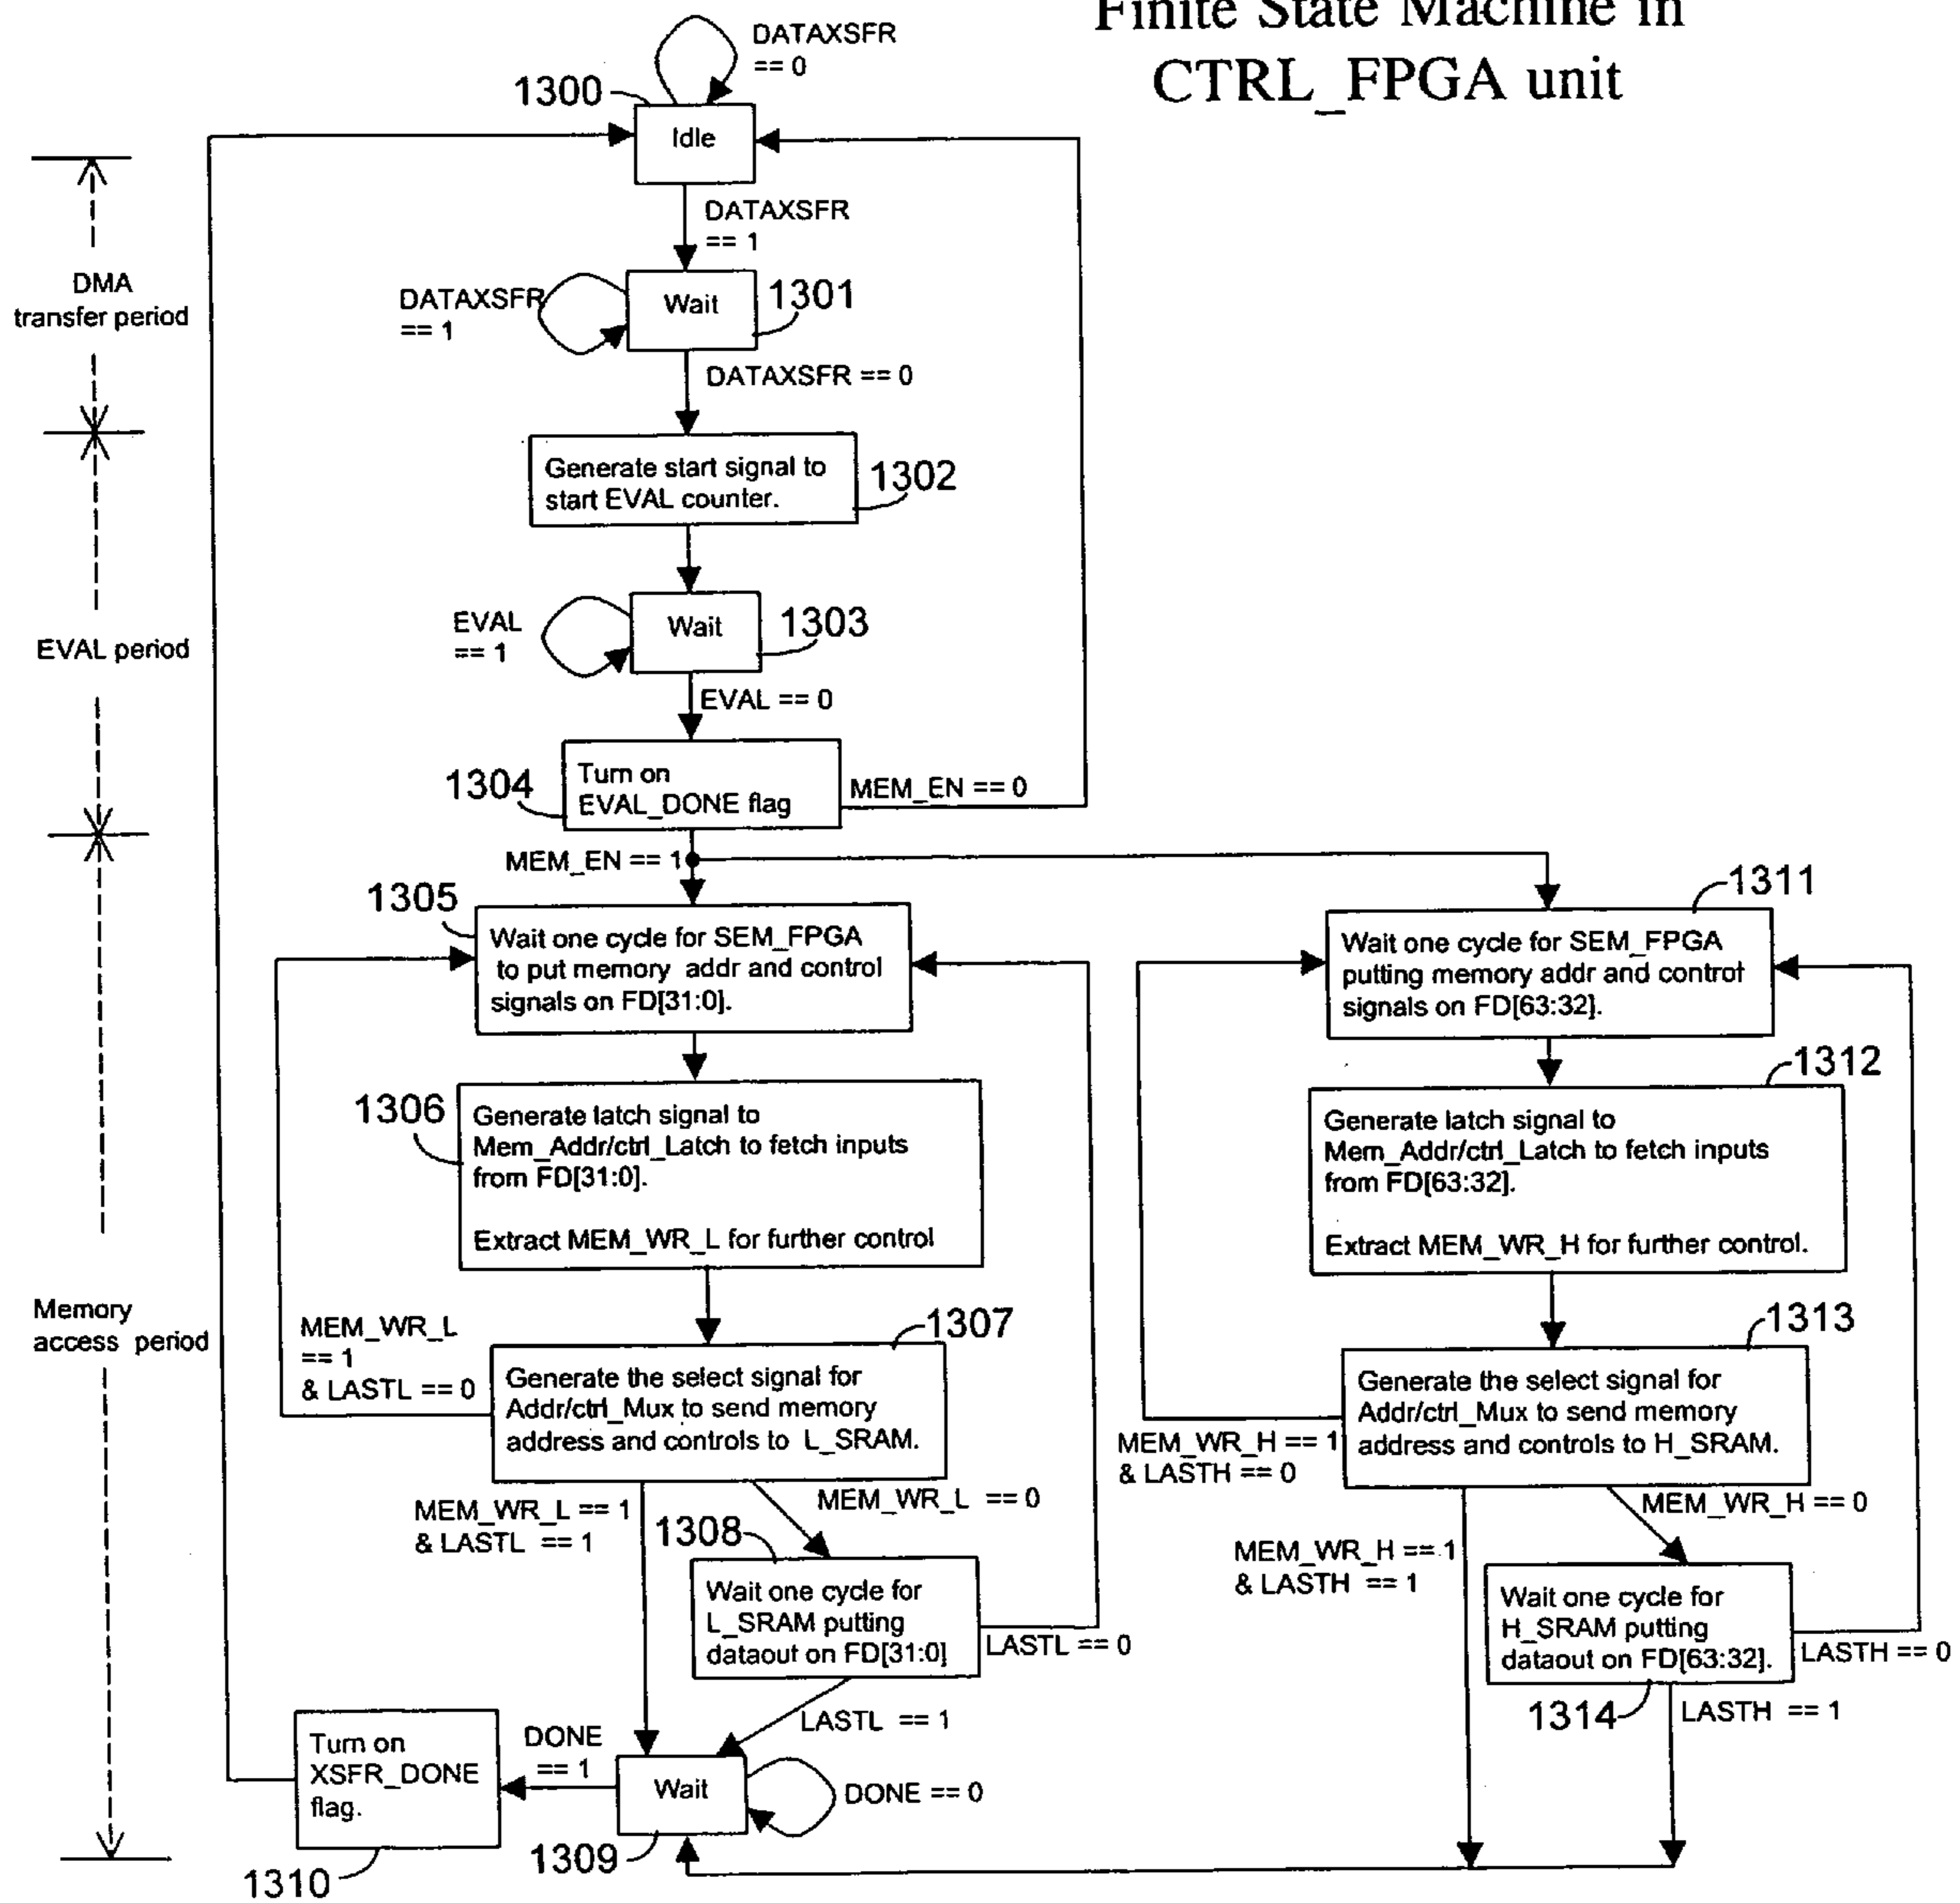 Finite State Machine in
CTRL_FPGA unit
DATAXSFR
== 0
1300
Idle
DATAXSFR
== 1
DMA
transfer period
DATAXSFR
== 1
Wait
1301
DATAXSFR == 0
Generate start signal to
start EVAL counter.
1302
EVAL period
EVAL
== 1
Wait
1303
EVAL == 0
1304
Turn on
EVAL_DONE flag
MEM_EN == 0
MEM_EN == 1
1305
Wait one cycle for SEM_FPGA
to put memory addr and control
signals on FD[31:0].
1311
Wait one cycle for SEM_FPGA
putting memory addr and control
signals on FD[63:32].
1306
Generate latch signal to
Mem_Addr/ctrl_Latch to fetch inputs
from FD[31:0].
Extract MEM_WR_L for further control
1312
Generate latch signal to
Mem_Addr/ctrl_Latch to fetch inputs
from FD[63:32].
Extract MEM_WR_H for further control.
Memory
access period
MEM_WR_L
== 1
& LASTL == 0
1307
Generate the select signal for
Addr/ctrl_Mux to send memory
address and controls to L_SRAM.
MEM_WR_H == 1
& LASTH == 0
1313
Generate the select signal for
Addr/ctrl_Mux to send memory
address and controls to H_SRAM.
MEM_WR_L == 1
& LASTL == 1
MEM_WR_L == 0
1308
Wait one cycle for
L_SRAM putting
dataout on FD[31:0]
LASTL == 0
MEM_WR_H == 1
& LASTH == 1
MEM_WR_H == 0
Wait one cycle for
H_SRAM putting
dataout on FD[63:32].
LASTH == 0
1314
LASTH == 1
LASTL == 1
Turn on
XSFR_DONE
flag.
1310
DONE
== 1
Wait
1309
DONE == 0